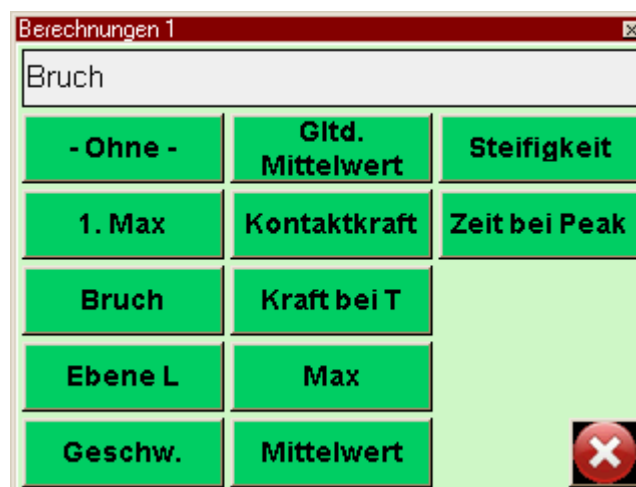 Berechnungen 1
Bruch
- Ohne -
Gltd.
Mittelwert
Steifigkeit
1. Max
Kontaktkraft
Zeit bei Peak
Bruch
Kraft bei T
Ebene L
Max
Geschw.
Mittelwert